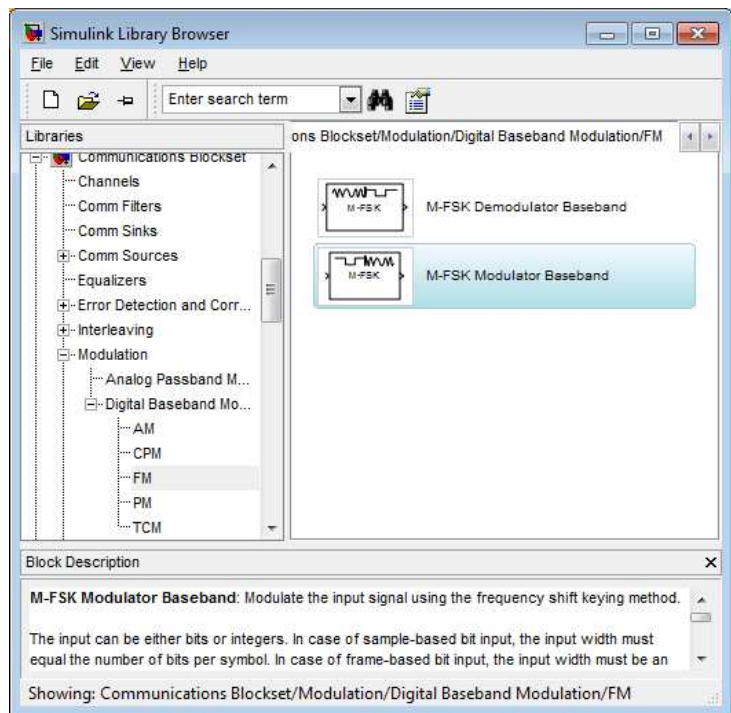 Simulink Library Browser
File Edit View Help
Enter search term
Libraries
ons Blockset/Modulation/Digital Baseband Modulation/FM
Communications Blockset
Channels
Comm Filters
Comm Sinks
Comm Sources
Equalizers
Error Detection and Corr...
Interleaving
Modulation
Analog Passband M...
Digital Baseband Mo...
AM
CPM
FM
PM
TCM
M-FSK
M-FSK Demodulator Baseband
M-FSK
M-FSK Modulator Baseband
Block Description
M-FSK Modulator Baseband: Modulate the input signal using the frequency shift keying method.
The input can be either bits or integers. In case of sample-based bit input, the input width must
equal the number of bits per symbol. In case of frame-based bit input, the input width must be an
Showing: Communications Blockset/Modulation/Digital Baseband Modulation/FM